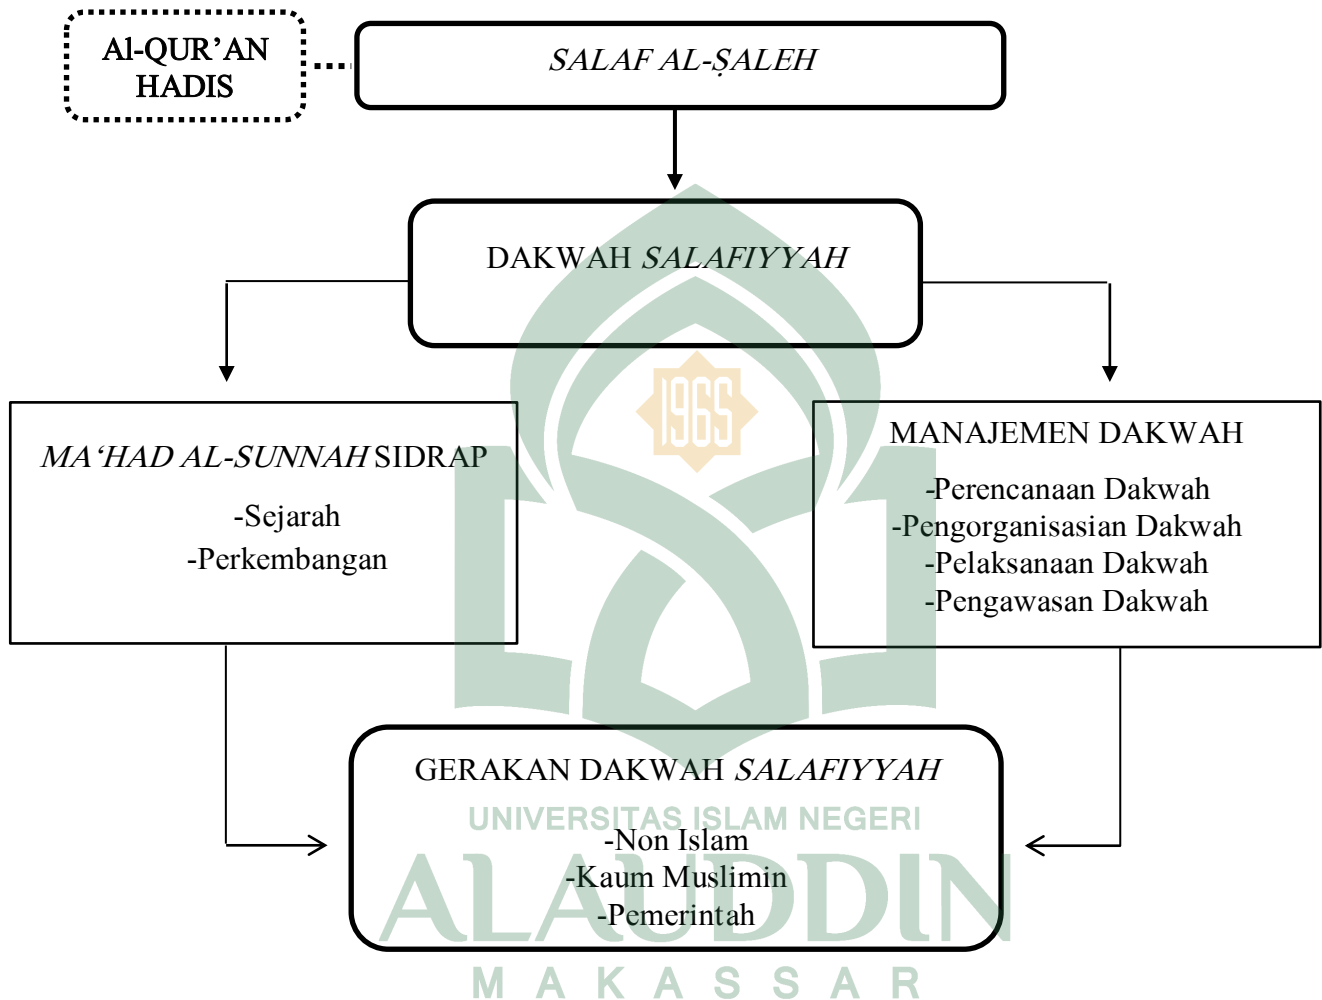 Al-QUR’AN
HADIS
SALAF AL-ṢALEH
DAKWAH SALAFIYYAH
1965
MA‘HAD AL-SUNNAH SIDRAP
-Sejarah
-Perkembangan
MANAJEMEN DAKWAH
-Perencanaan Dakwah
-Pengorganisasian Dakwah
-Pelaksanaan Dakwah
-Pengawasan Dakwah
GERAKAN DAKWAH SALAFIYYAH
UNIVERSITAS ISLAM NEGERI
-Non Islam
-Kaum Muslimin
-Pemerintah
ALAUDDIN
MAKASSAR